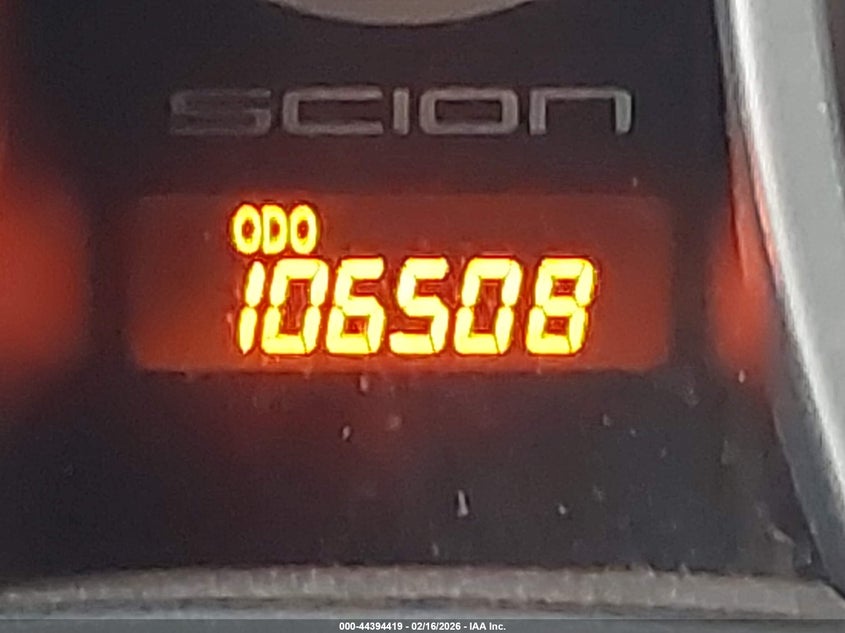 SCION
ODO
106508
000-44394419 - 02/16/2026 - IAA Inc.